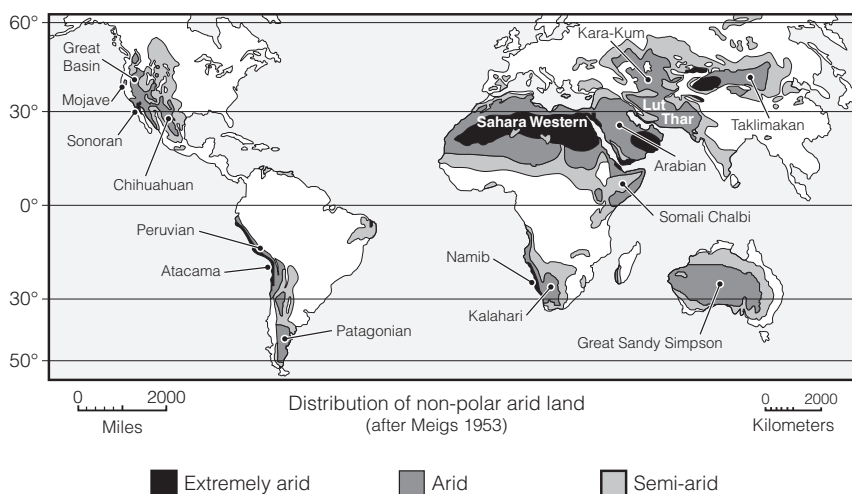 60°
Kara-Kum
Great
Basin
Mojave
30°
Sonoran
Chihuahuan
Sahara Western
Lut
Thar
Taklimakan
Arabian
0°
Somali Chalbi
Peruvian
Atacama
Namib
30°
Kalahari
Patagonian
Great Sandy Simpson
50°
0 2000
Miles
Distribution of non-polar arid land
(after Meigs 1953)
0 2000
Kilometers
Extremely arid
Arid
Semi-arid